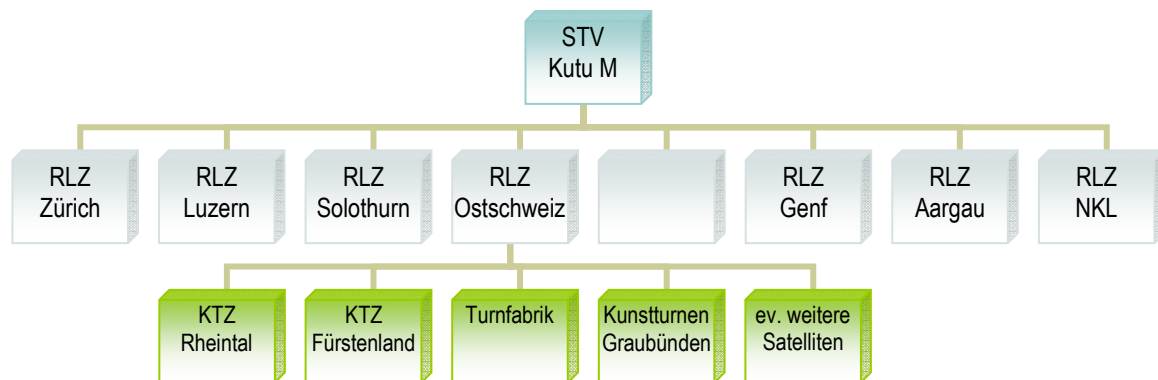 STV
Kutu M
RLZ
Zürich
RLZ
Luzern
RLZ
Solothurn
RLZ
Ostschweiz
RLZ
Genf
RLZ
Aargau
RLZ
NKL
KTZ
Rheintal
KTZ
Fürstenland
Turnfabrik
Kunstturnen
Graubünden
ev. weitere
Satelliten